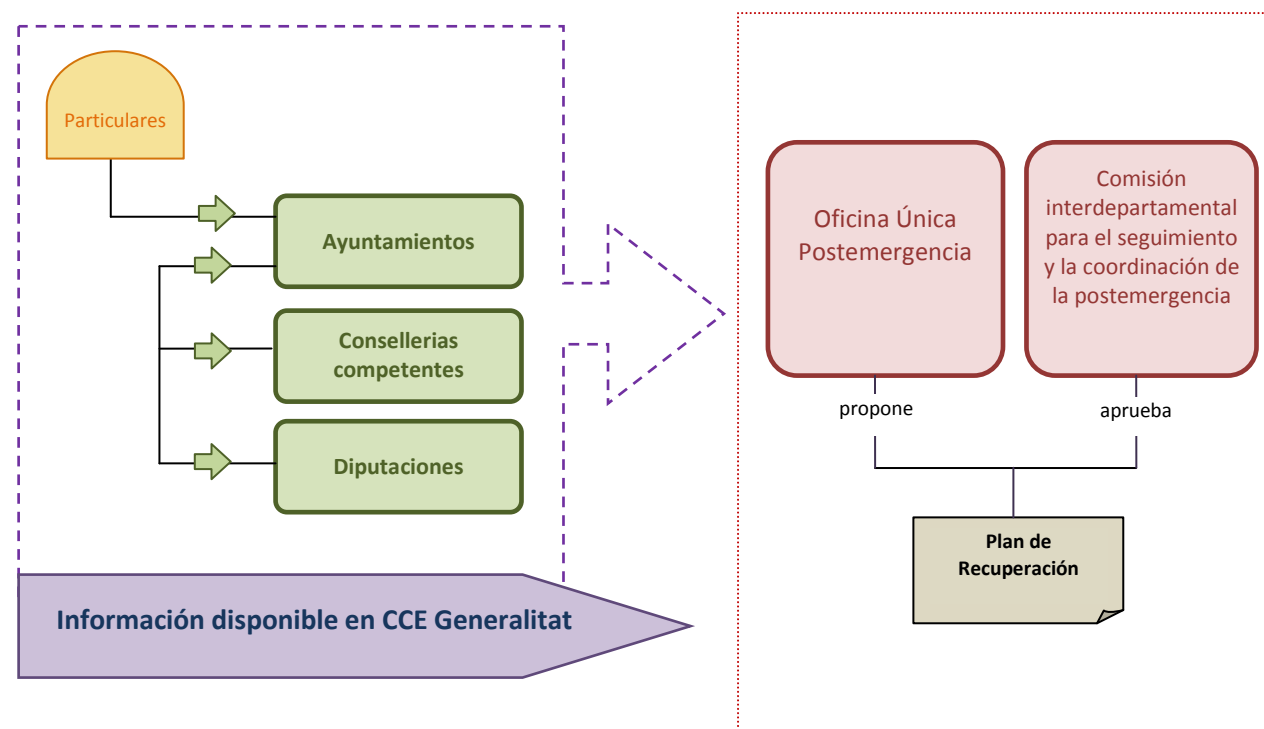 Particulares
Ayuntamientos
Consellerias
competentes
Diputaciones
Información disponible en CCE Generalitat
Oficina Única
Postemergencia
Comisión
interdepartamental
para el seguimiento
y la coordinación de
la postemergencia
propone
aprueba
Plan de
Recuperación